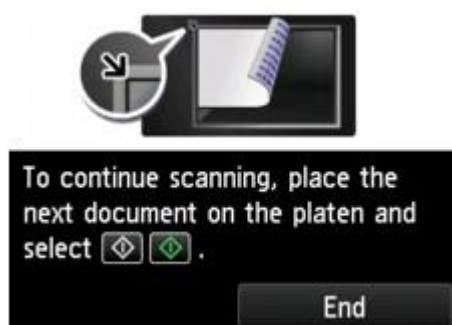 To continue scanning, place the
next document on the platen and
select .
End